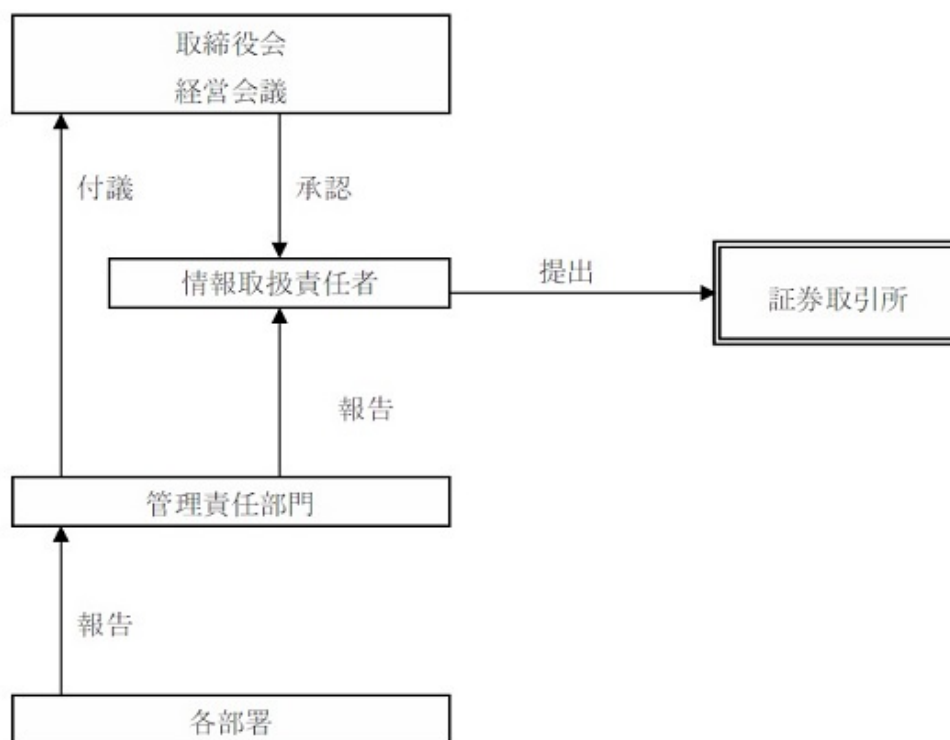 取締役会
経営会議
付議
承認
情報取扱責任者
提出
証券取引所
報告
管理責任部門
報告
各部署